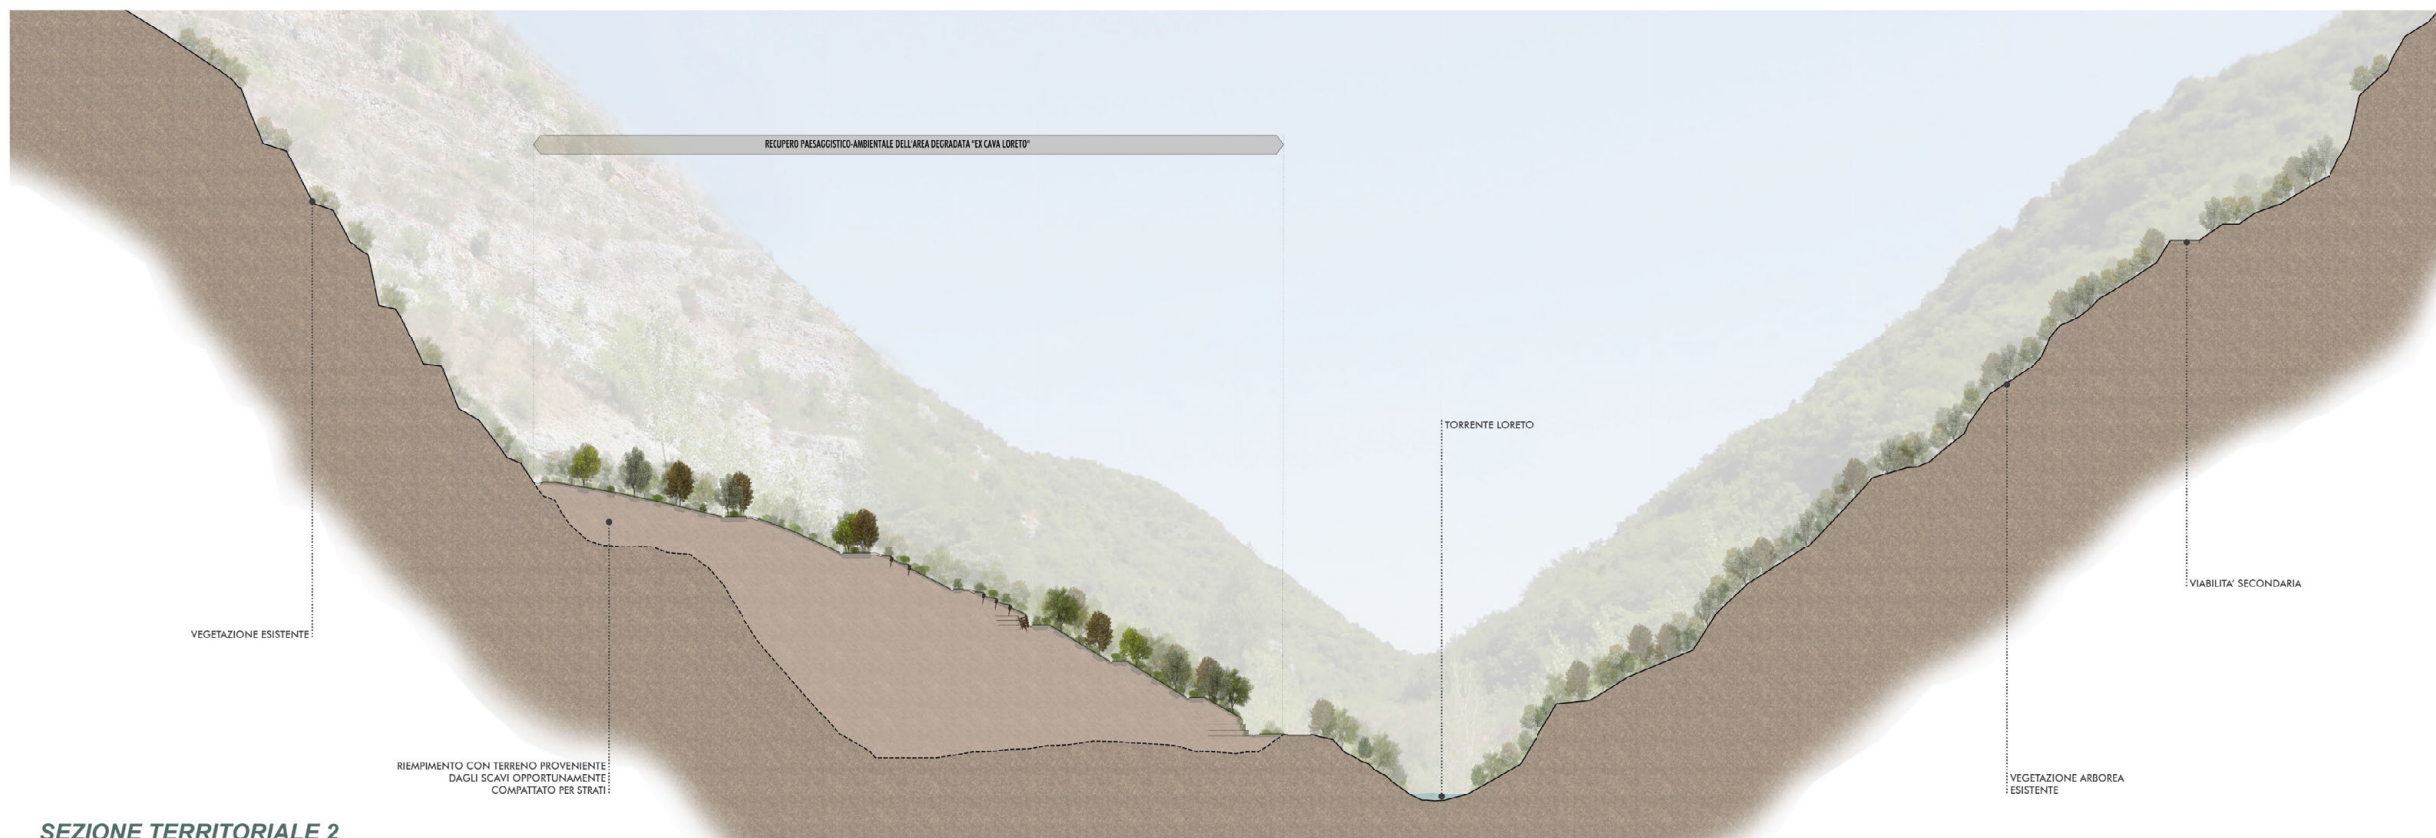 RECUPERO PAESAGGISTICO-AMBIENTALE DELL'AREA DEGRADATA "EX CAVA LORETO"
TORRENTE LORETO
VIABILITA' SECONDARIA
VEGETAZIONE ESISTENTE
RIEMPIMENTO CON TERRENO PROVENIENTE
DAGLI SCAVI OPPORTUNAMENTE
COMPATTATO PER STRATI
VEGETAZIONE ARBOREA
ESISTENTE
SEZIONE TERRITORIALE 2